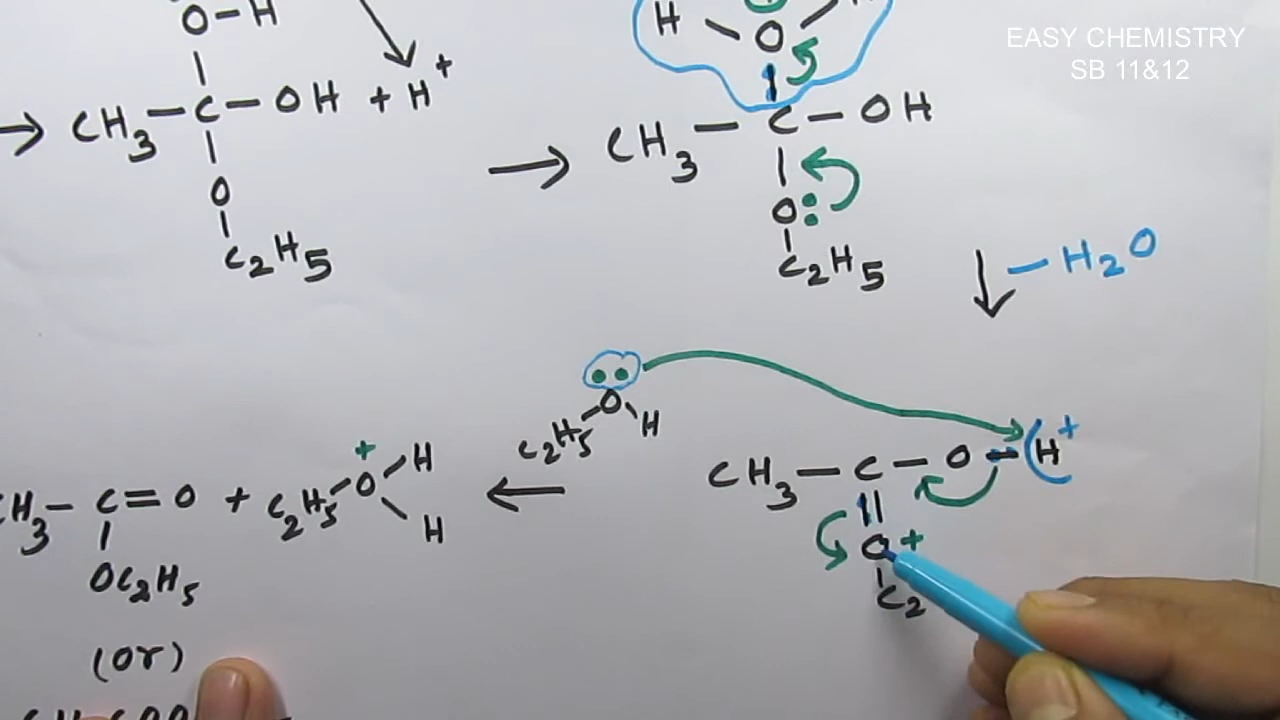 EASY CHEMISTRY
SB 11&12
O-H
CH3-C-OH + H+
O
C2H5
H O
CH3-C-OH
O:
C2H5
-H2O
O
C2H5 H
CH3-C-O-H+
O+
C2
CH3-C=O + C2H5 O+ H
H
OC2H5
(Or)